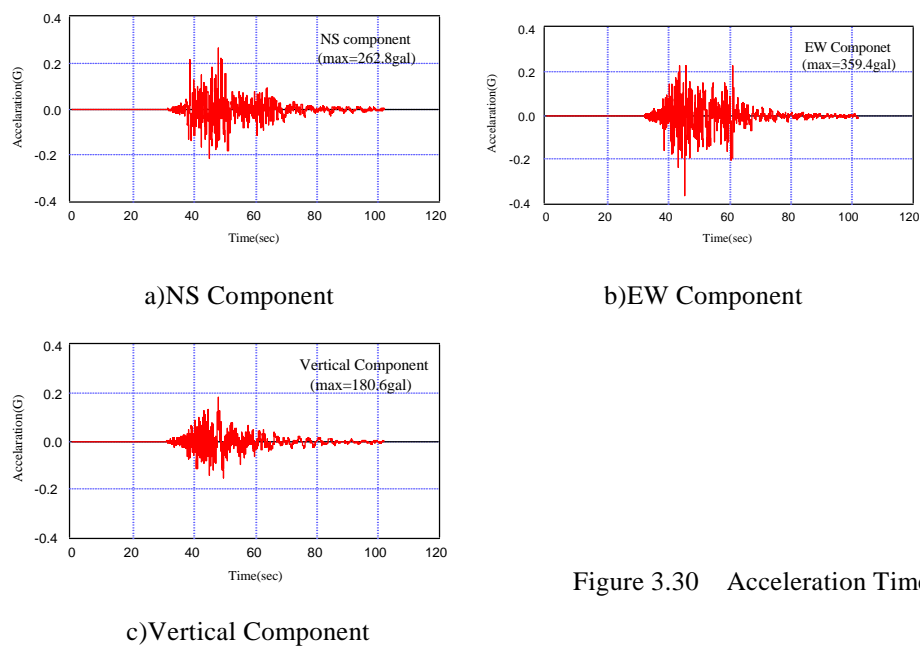 0.4
0.2
0.0
-0.2
-0.4
Accelaration(G)
NS component
(max=262.8gal)
0 20 40 60 80 100 120
Time(sec)
a)NS Component
0.4
0.2
0.0
-0.2
-0.4
Accelaration(G)
EW Componet
(max=359.4gal)
0 20 40 60 80 100 120
Time(sec)
b)EW Component
0.4
0.2
0.0
-0.2
-0.4
Accelaration(G)
Vertical Component
(max=180.6gal)
0 20 40 60 80 100 120
Time(sec)
c)Vertical Component
Figure 3.30 Acceleration Time